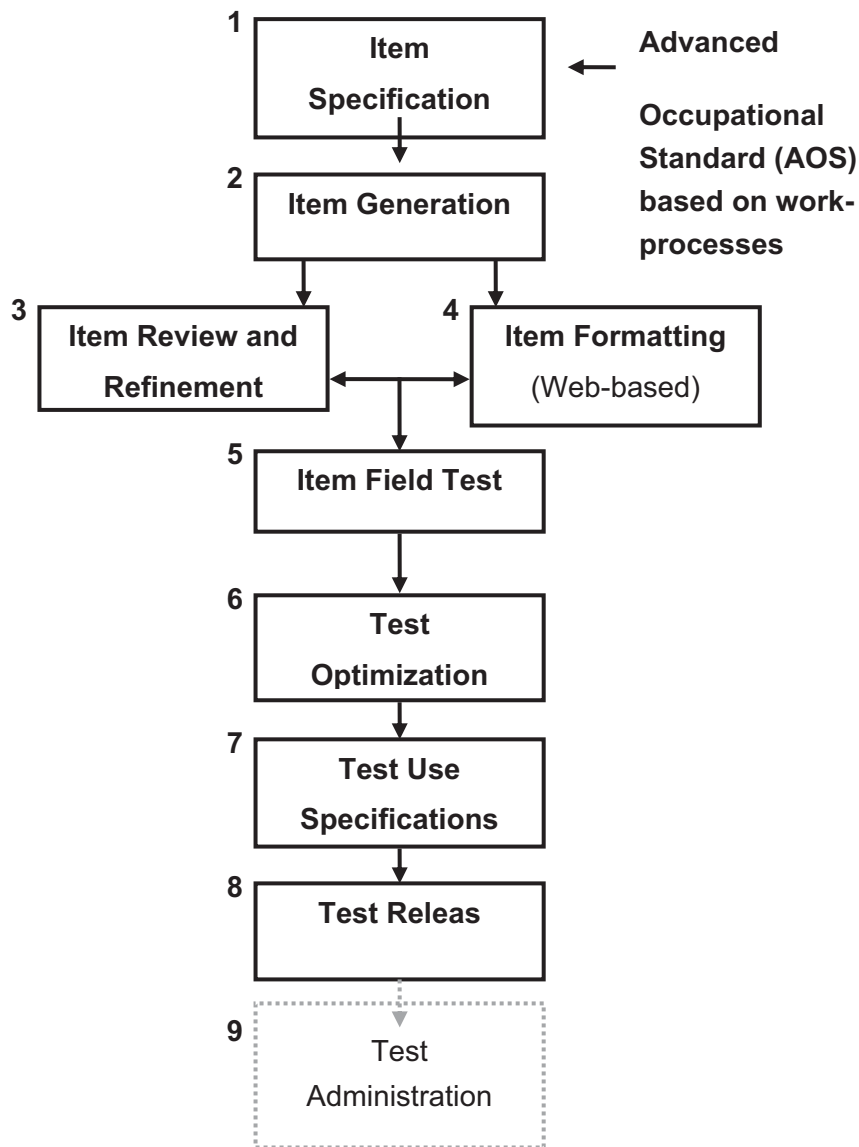 1
Item
Specification
Advanced
Occupational
Standard (AOS)
based on work-
processes
2
Item Generation
3
Item Review and
Refinement
4
Item Formatting
(Web-based)
5
Item Field Test
6
Test
Optimization
7
Test Use
Specifications
8
Test Releas
9
Test
Administration